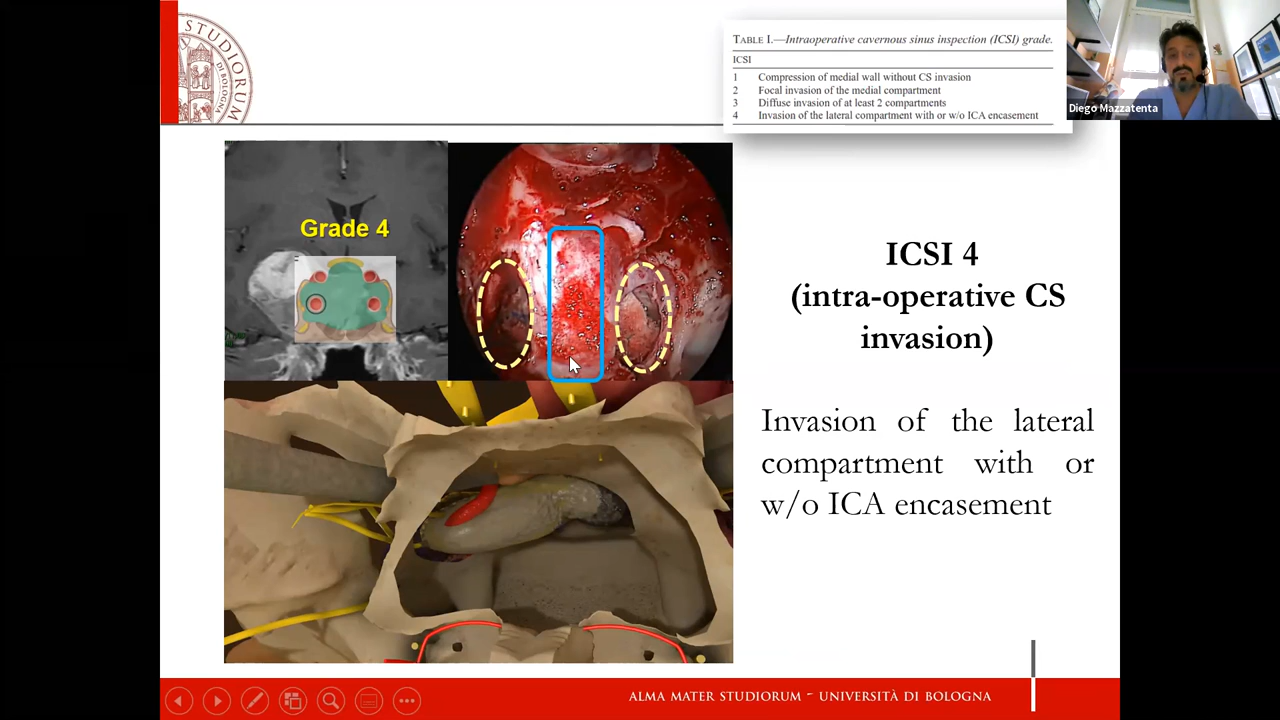 STUDIORUM
DI BOLOGNA
TABLE I.—Intraoperative cavernous sinus inspection (ICSI) grade.
ICSI
1 Compression of medial wall without CS invasion
2 Focal invasion of the medial compartment
3 Diffuse invasion of at least 2 compartments
4 Invasion of the lateral compartment with or w/o ICA encasement
Diego Mazzatenta
Grade 4
ICSI 4
(intra-operative CS
invasion)
Invasion of the lateral
compartment with or
w/o ICA encasement
ALMA MATER STUDIORUM ~ UNIVERSITÀ DI BOLOGNA